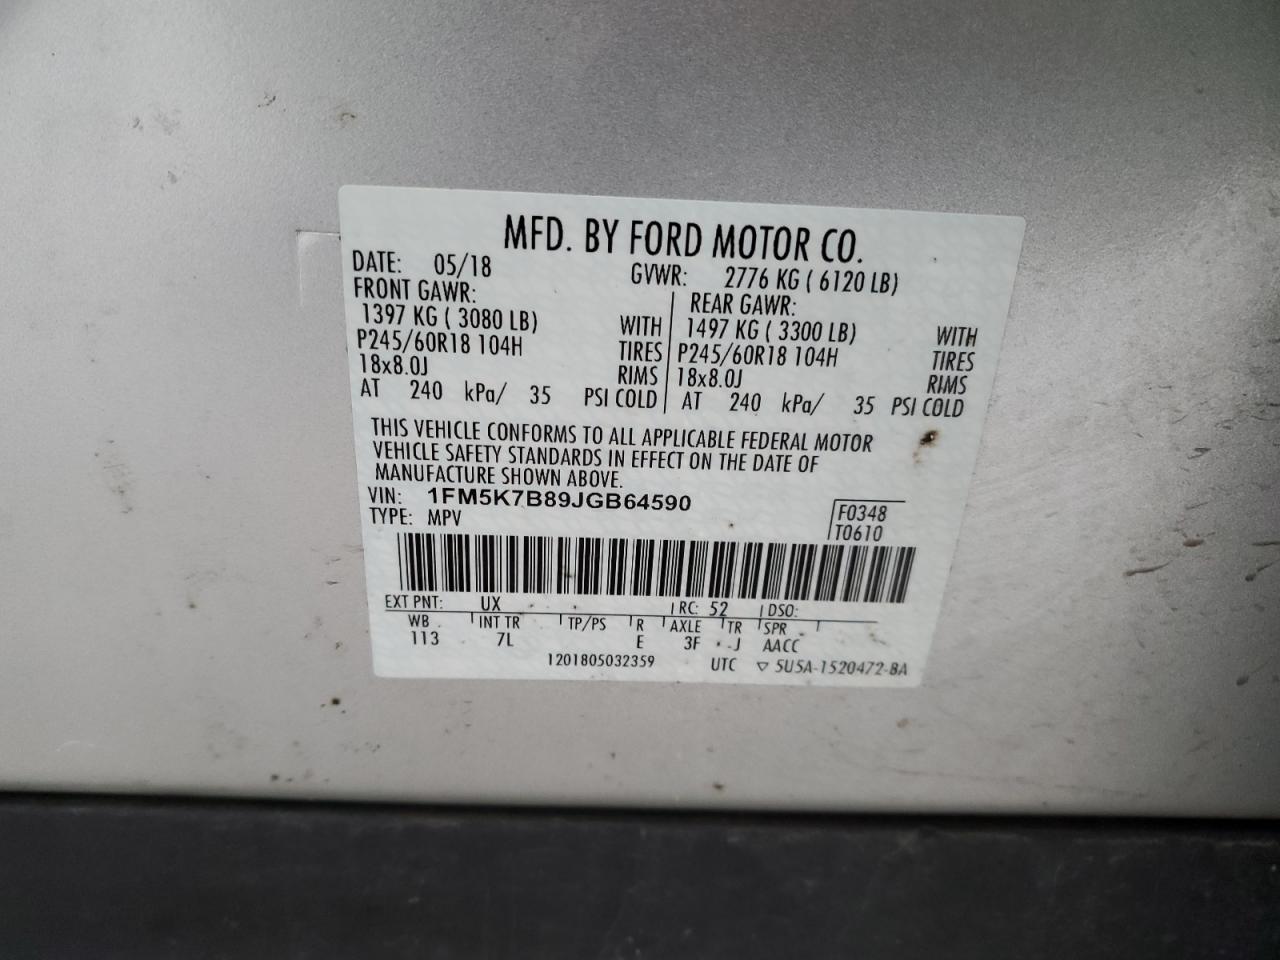 MFD. BY FORD MOTOR CO.
DATE: 05/18 GVWR: 2776 KG ( 6120 LB)
FRONT GAWR: REAR GAWR:
1397 KG ( 3080 LB) WITH 1497 KG ( 3300 LB) WITH
P245/60R18 104H TIRES P245/60R18 104H TIRES
18x8.0J RIMS 18x8.0J RIMS
AT 240 kPa/ 35 PSI COLD AT 240 kPa/ 35 PSI COLD
THIS VEHICLE CONFORMS TO ALL APPLICABLE FEDERAL MOTOR
VEHICLE SAFETY STANDARDS IN EFFECT ON THE DATE OF
MANUFACTURE SHOWN ABOVE.
VIN: 1FM5K7B89JGB64590 F0348
TYPE: MPV T0610
EXT PNT: UX RC: 52 DSO:
WB INT TR TP/PS R AXLE TR SPR
113 7L E 3F J AACC
1201805032359 UTC ▽ 5U5A-1520472-BA